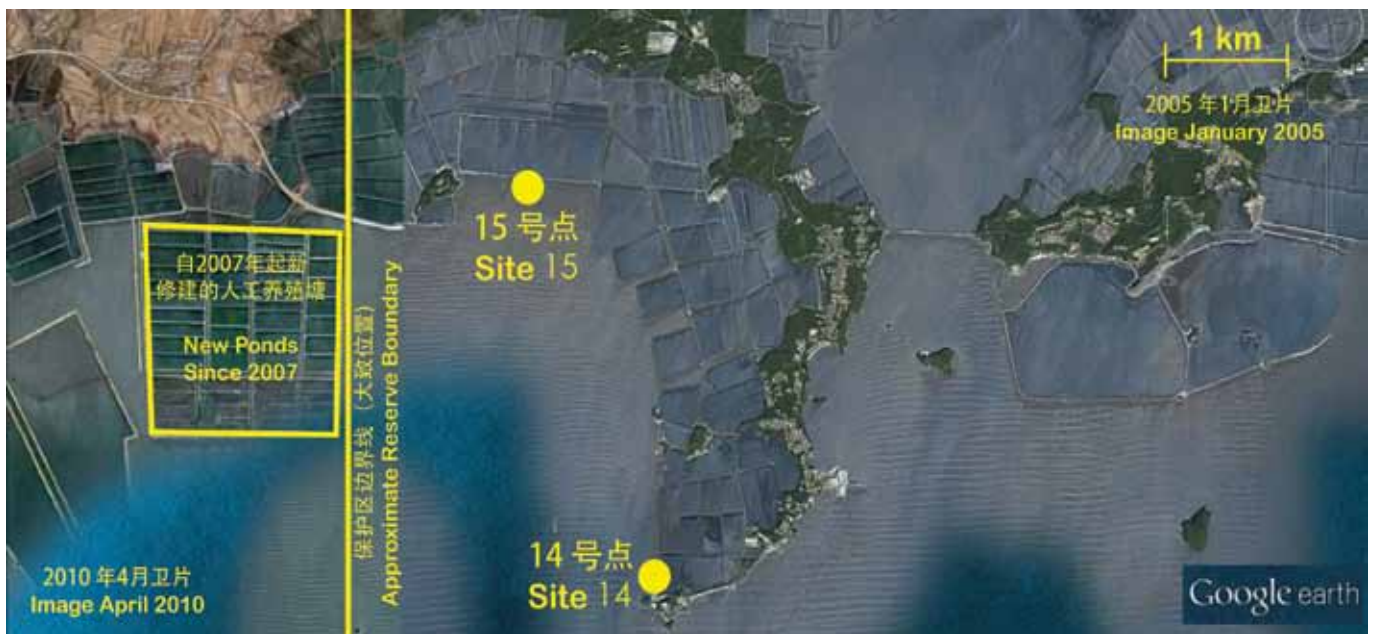 1 km
2005 年1月卫片
Image January 2005
15 号点
Site 15
自2007年起新
修建的人工养殖塘
New Ponds
Since 2007
保护区边界线（大致位置）
Approximate Reserve Boundary
14 号点
Site 14
2010 年4月卫片
Image April 2010
Google earth